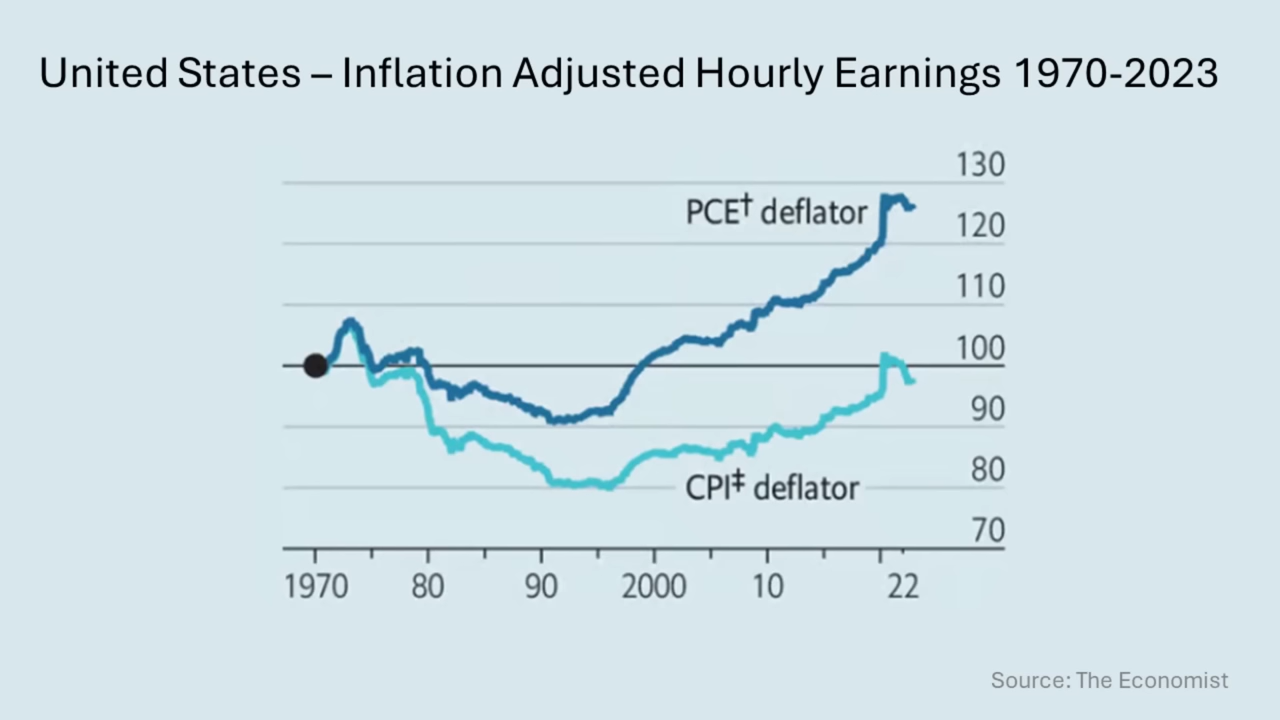 United States – Inflation Adjusted Hourly Earnings 1970-2023
130
PCE† deflator
120
110
100
90
80
CPI‡ deflator
70
1970 80 90 2000 10 22
Source: The Economist